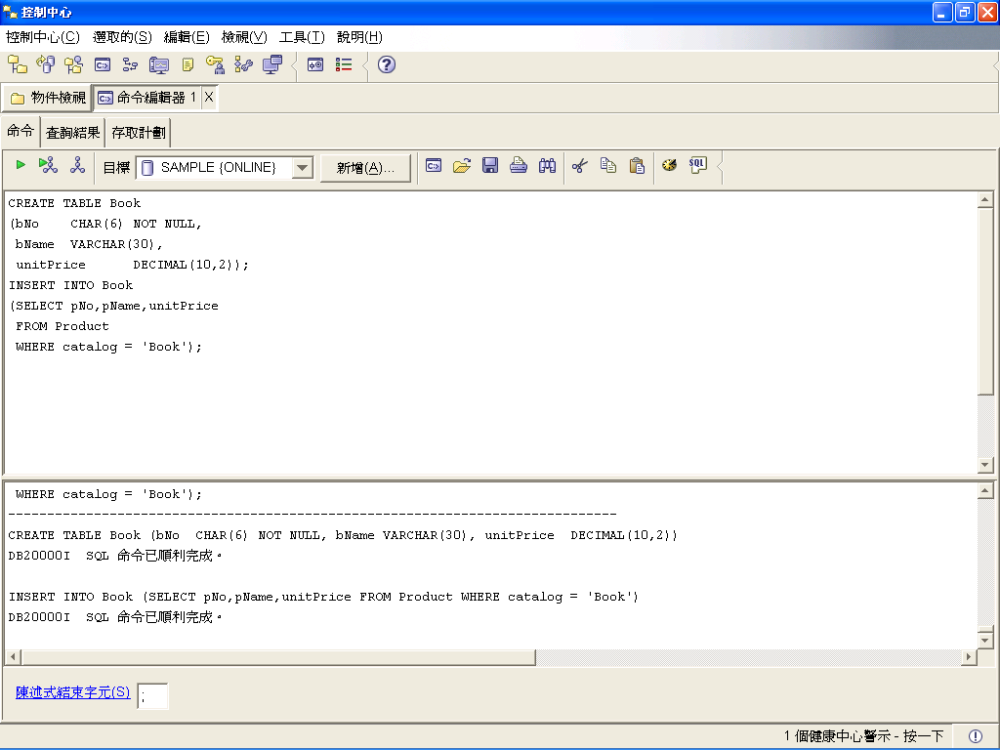 控制中心
控制中心(C) 選取的(S) 編輯(E) 檢視(V) 工具(T) 說明(H)
物件檢視 命令編輯器 1 X
命令 查詢結果 存取計劃
目標 SAMPLE {ONLINE} 新增(A)... SQL
CREATE TABLE Book
(bNo    CHAR(6) NOT NULL,
 bName  VARCHAR(30),
 unitPrice      DECIMAL(10,2));
INSERT INTO Book
(SELECT pNo,pName,unitPrice
 FROM Product
 WHERE catalog = 'Book');
 WHERE catalog = 'Book');
------------------------------------------------------------------------------
CREATE TABLE Book (bNo  CHAR(6) NOT NULL, bName VARCHAR(30), unitPrice  DECIMAL(10,2))
DB20000I  SQL 命令已順利完成。
INSERT INTO Book (SELECT pNo,pName,unitPrice FROM Product WHERE catalog = 'Book')
DB20000I  SQL 命令已順利完成。
陳述式結束字元(S) ;
1 個健康中心警示 - 按一下